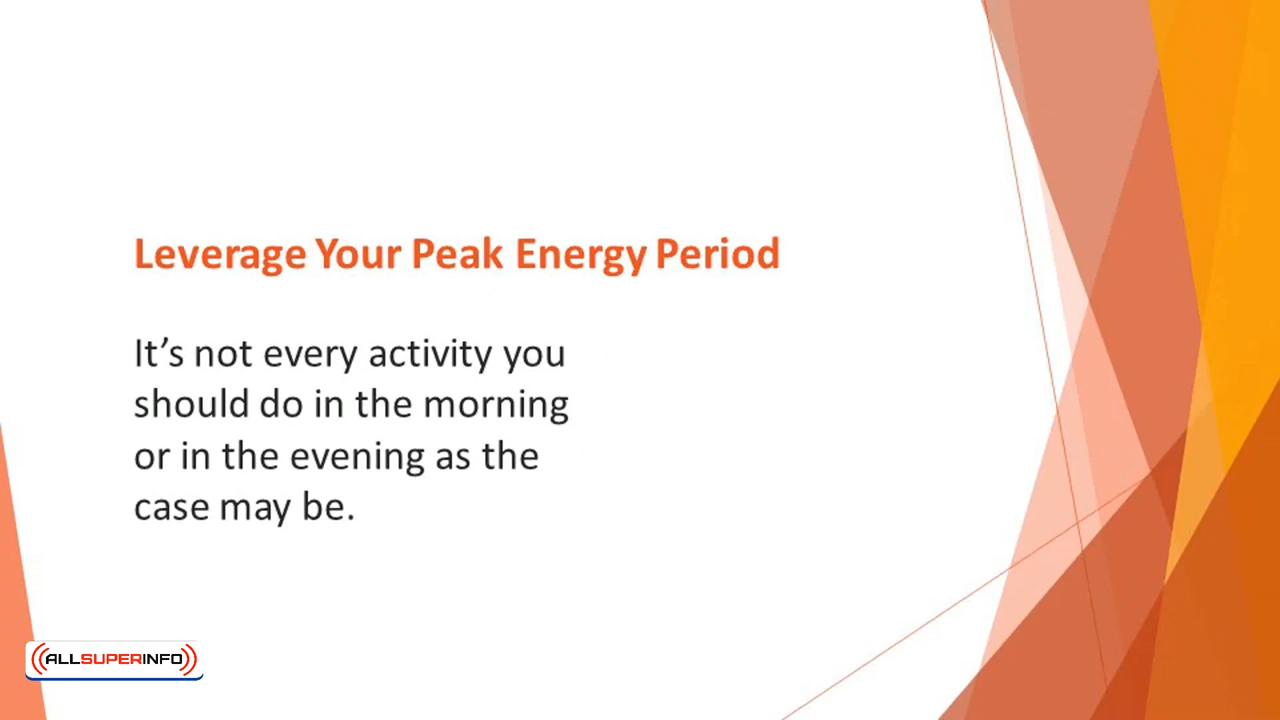 Leverage Your Peak Energy Period
It’s not every activity you
should do in the morning
or in the evening as the
case may be.
ALLSUPERINFO